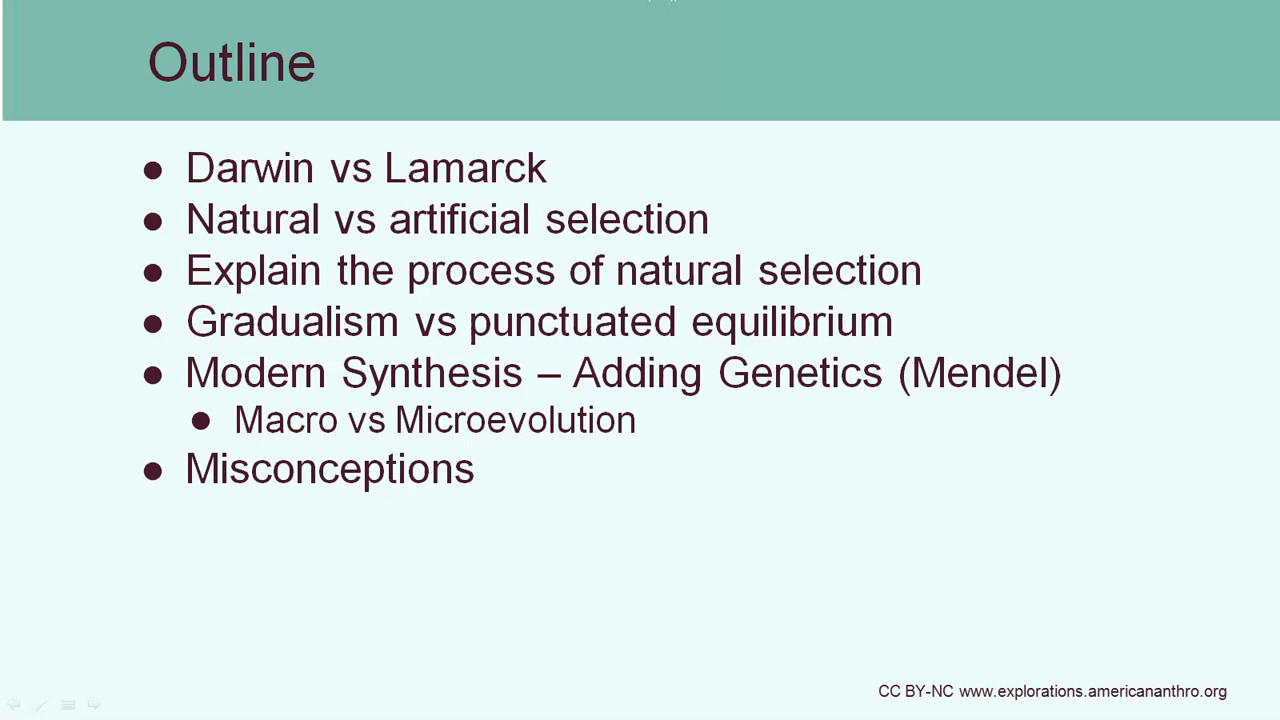 Outline
● Darwin vs Lamarck
● Natural vs artificial selection
● Explain the process of natural selection
● Gradualism vs punctuated equilibrium
● Modern Synthesis – Adding Genetics (Mendel)
● Macro vs Microevolution
● Misconceptions
CC BY-NC www.explorations.americananthro.org